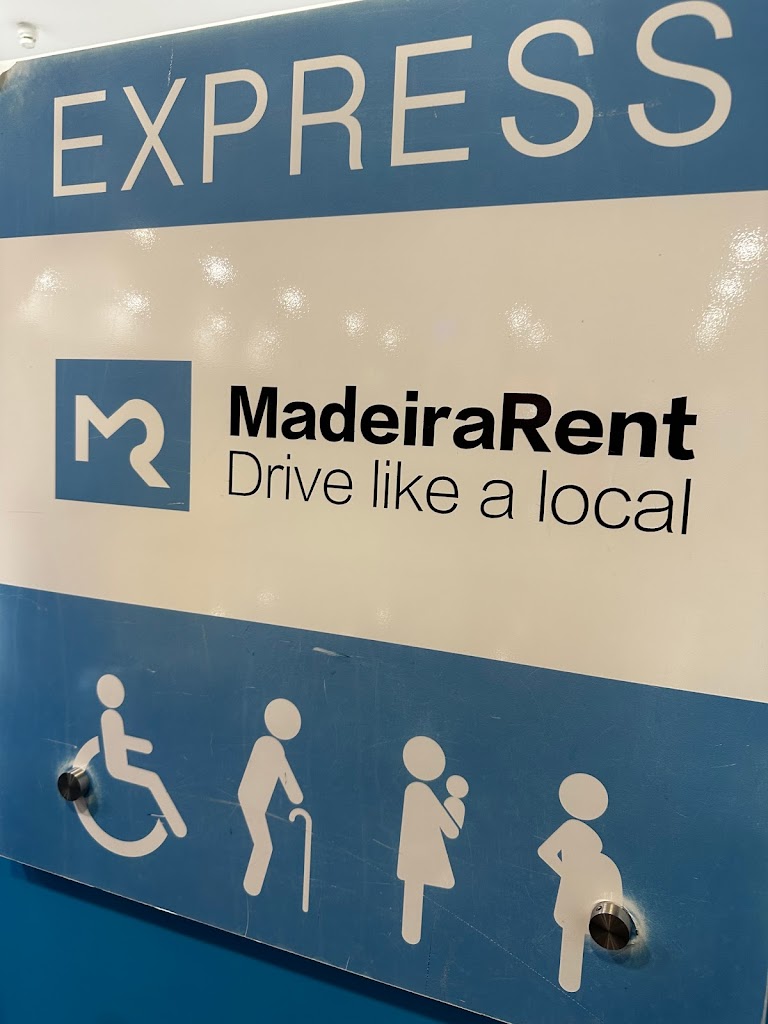 EXPRESS
MR
MadeiraRent
Drive like a local